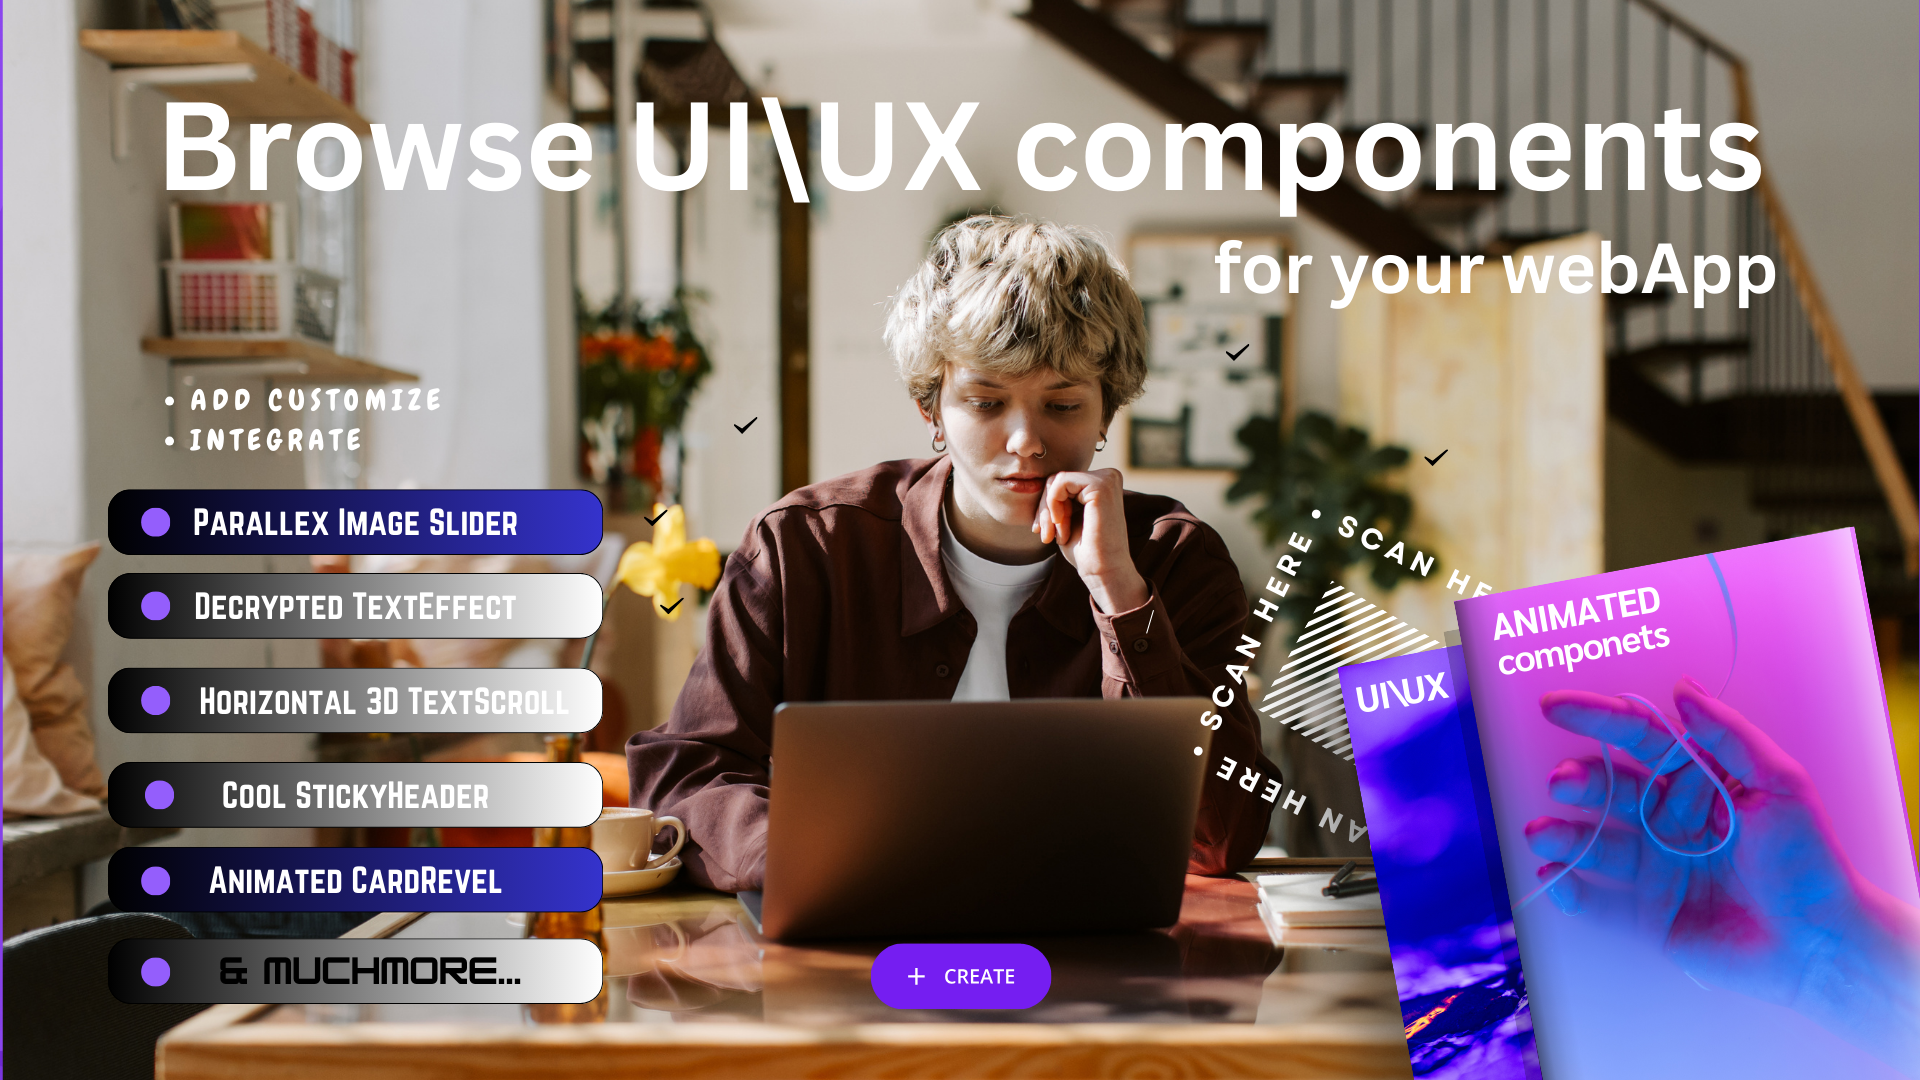 Browse UI\UX components
for your webApp
• ADD CUSTOMIZE
• INTEGRATE
Parallex Image Slider
Decrypted TextEffect
Horizontal 3D TextScroll
Cool StickyHeader
Animated CardRevel
& MUCHMORE...
+ CREATE
• SCAN HERE • SCAN HE
AN HERE
UI\UX
ANIMATED
componets